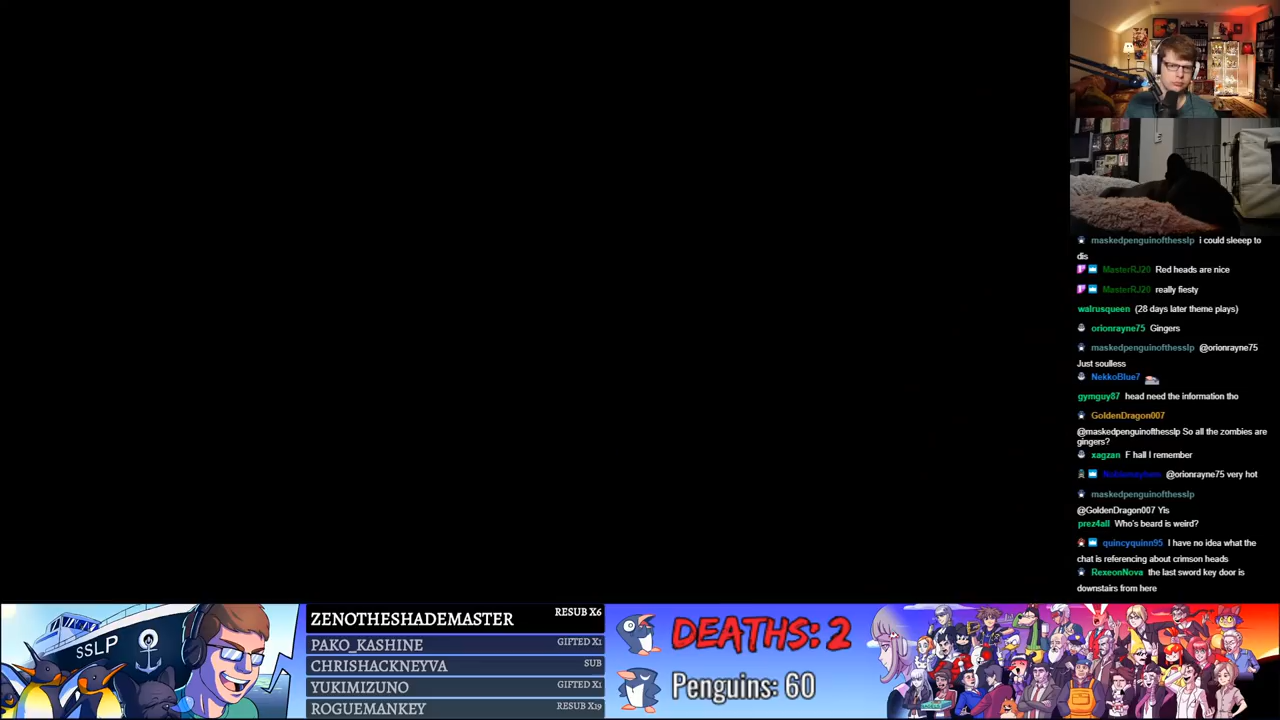 maskedpenguinofthesslp i could sleeep to
dis
MasterRJ20 Red heads are nice
MasterRJ20 really fiesty
walrusqueen (28 days later theme plays)
orionrayne75 Gingers
maskedpenguinofthesslp @orionrayne75
Just soulless
NekkoBlue7
gymguy87 head need the information tho
GoldenDragon007
@maskedpenguinofthesslp So all the zombies are
gingers?
xagzan F hall I remember
@orionrayne75 very hot
maskedpenguinofthesslp
@GoldenDragon007 Yis
prez4all Who's beard is weird?
quincyquinn95 I have no idea what the
chat is referencing about crimson heads
RexeonNova the last sword key door is
downstairs from here
SSLP
ZENOTHESHADEMASTER RESUB X6
PAKO_KASHINE GIFTED X1
CHRISHACKNEYVA SUB
YUKIMIZUNO GIFTED X1
ROGUEMANKEY RESUB X19
DEATHS: 2
Penguins: 60